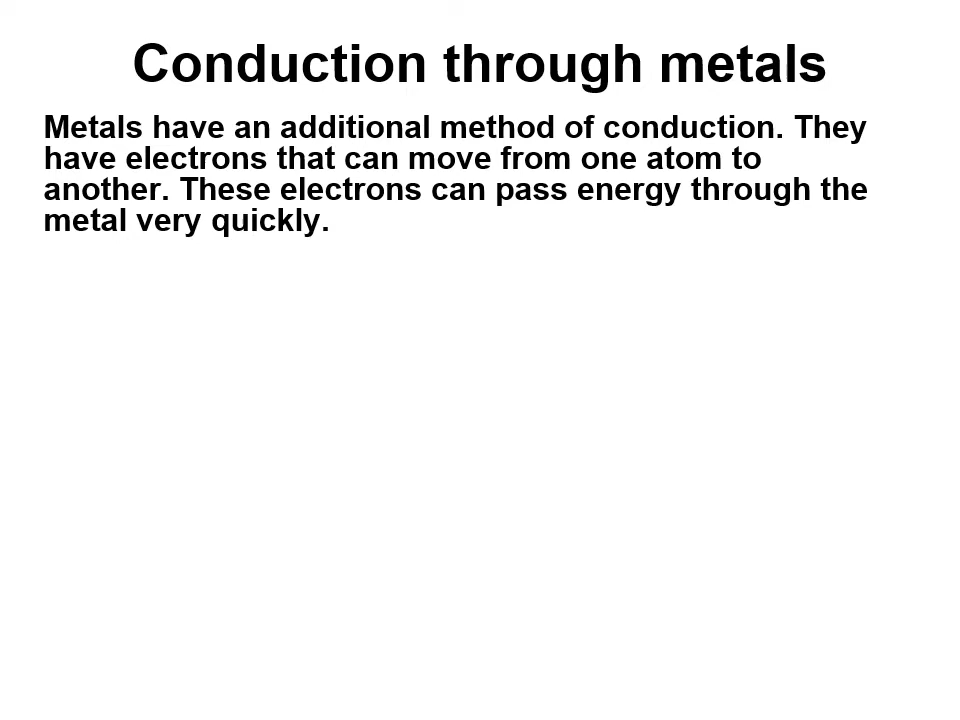 Conduction through metals
Metals have an additional method of conduction. They
have electrons that can move from one atom to
another. These electrons can pass energy through the
metal very quickly.